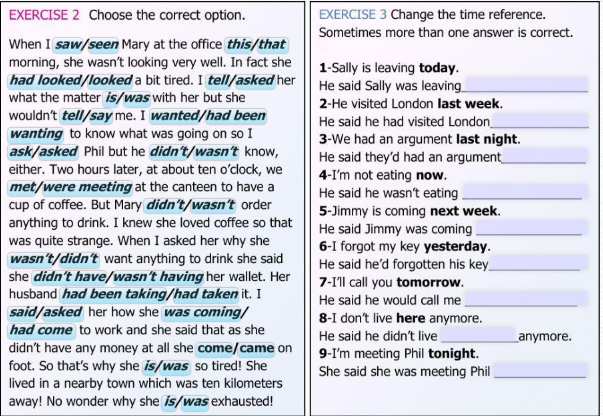 EXERCISE 2 Choose the correct option.
When I saw/seen Mary at the office this/that
morning, she wasn't looking very well. In fact she
had looked/looked a bit tired. I tell/asked her
what the matter is/was with her but she
wouldn't tell/say me. I wanted/had been
wanting to know what was going on so I
ask/asked Phil but he didn't/wasn't know,
either. Two hours later, at about ten o'clock, we
met/were meeting at the canteen to have a
cup of coffee. But Mary didn't/wasn't order
anything to drink. I knew she loved coffee so that
was quite strange. When I asked her why she
wasn't/didn't want anything to drink she said
she didn't have/wasn't having her wallet. Her
husband had been taking/had taken it. I
said/asked her how she was coming/
had come to work and she said that as she
didn't have any money at all she come/came on
foot. So that's why she is/was so tired! She
lived in a nearby town which was ten kilometers
away! No wonder why she is/was exhausted!
EXERCISE 3 Change the time reference.
Sometimes more than one answer is correct.
1-Sally is leaving today.
He said Sally was leaving
2-He visited London last week.
He said he had visited London
3-We had an argument last night.
He said they'd had an argument
4-I'm not eating now.
He said he wasn't eating
5-Jimmy is coming next week.
He said Jimmy was coming
6-I forgot my key yesterday.
He said he'd forgotten his key
7-I'll call you tomorrow.
He said he would call me
8-I don't live here anymore.
He said he didn't live anymore.
9-I'm meeting Phil tonight.
She said she was meeting Phil